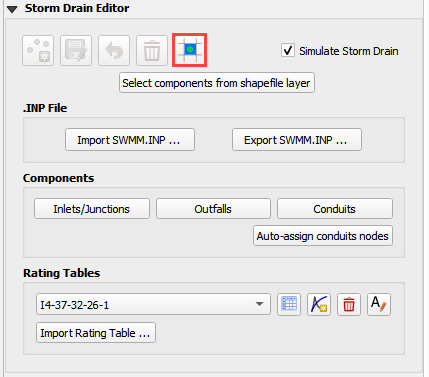 Storm Drain Editor
Simulate Storm Drain
Select components from shapefile layer
.INP File
Import SWMM.INP ...
Export SWMM.INP ...
Components
Inlets/Junctions
Outfalls
Conduits
Auto-assign conduits nodes
Rating Tables
I4-37-32-26-1
Import Rating Table ...